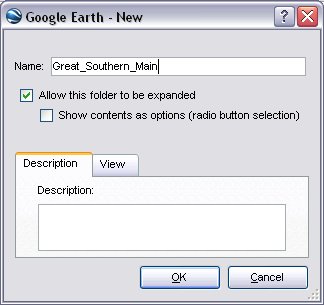 Google Earth - New
Name: Great_Southern_Main
Allow this folder to be expanded
Show contents as options (radio button selection)
Description View
Description:
OK Cancel